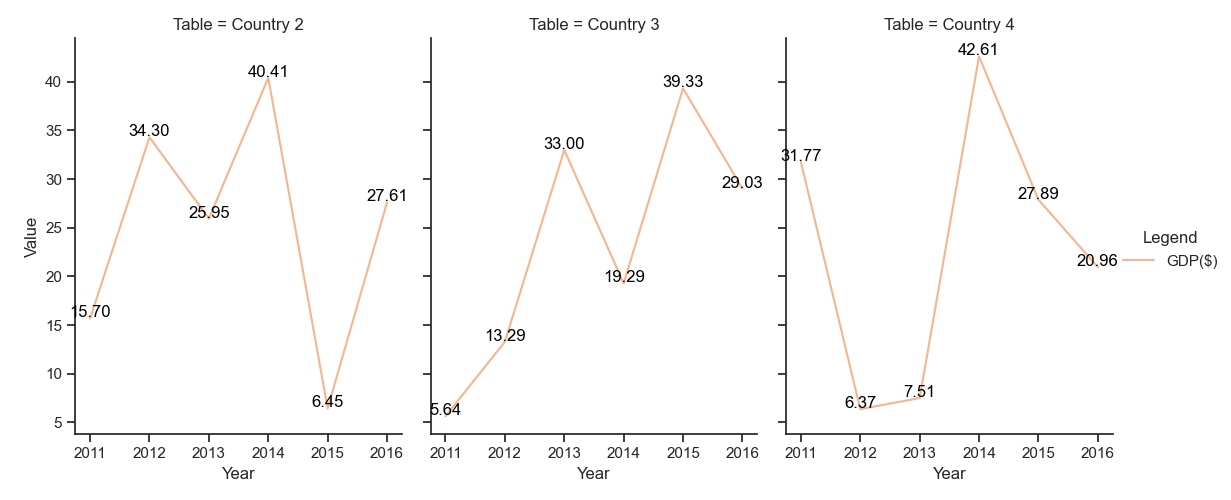 Table = Country 2
Table = Country 3
Table = Country 4
Value
40
35
30
25
20
15
10
5
15.70
34.30
25.95
40.41
6.45
27.61
5.64
13.29
33.00
19.29
39.33
29.03
31.77
6.37
7.51
42.61
27.89
20.96
2011 2012 2013 2014 2015 2016
2011 2012 2013 2014 2015 2016
2011 2012 2013 2014 2015 2016
Year
Year
Year
Legend
GDP($)